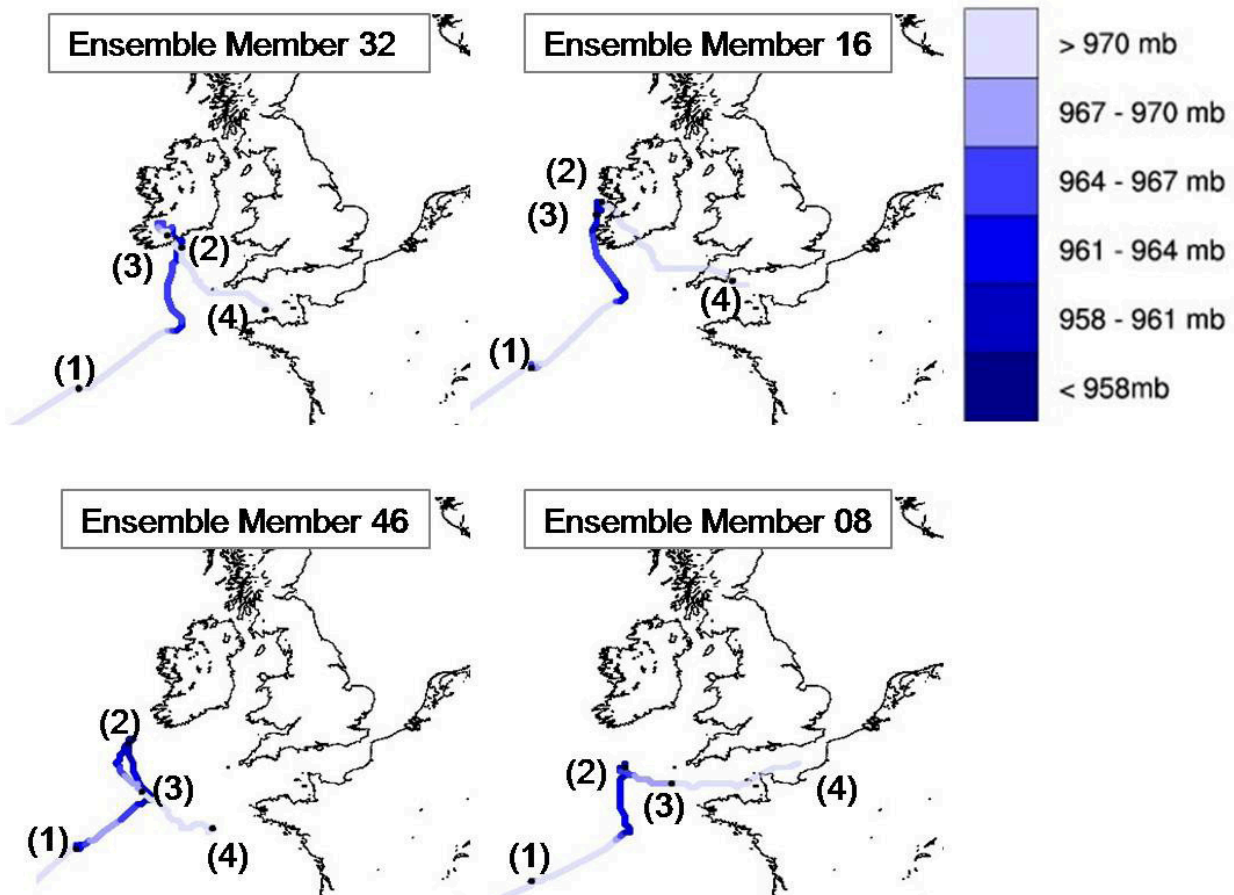 Ensemble Member 32
(1)
(2)
(3)
(4)
Ensemble Member 16
(1)
(2)
(3)
(4)
> 970 mb
967 - 970 mb
964 - 967 mb
961 - 964 mb
958 - 961 mb
< 958mb
Ensemble Member 46
(1)
(2)
(3)
(4)
Ensemble Member 08
(1)
(2)
(3)
(4)